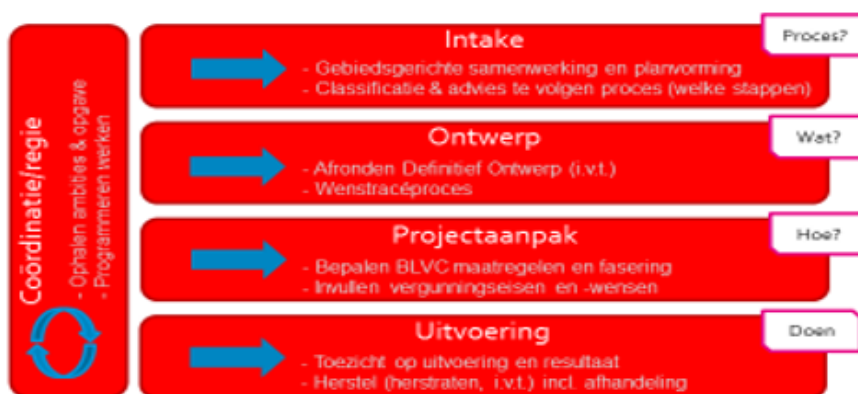 Coördinatie/regie
- Ophalen ambities & opgave
- Programmeren werken
Intake
Proces?
- Gebiedsgerichte samenwerking en planvorming
- Classificatie & advies te volgen proces (welke stappen)
Ontwerp
Wat?
- Afronden Definitief Ontwerp (i.v.t.)
- Wenstracéproces
Projectaanpak
Hoe?
- Bepalen BLVC maatregelen en fasering
- Invullen vergunningseisen en -wensen
Uitvoering
Doen
- Toezicht op uitvoering en resultaat
- Herstel (herstraten, i.v.t.) incl. afhandeling